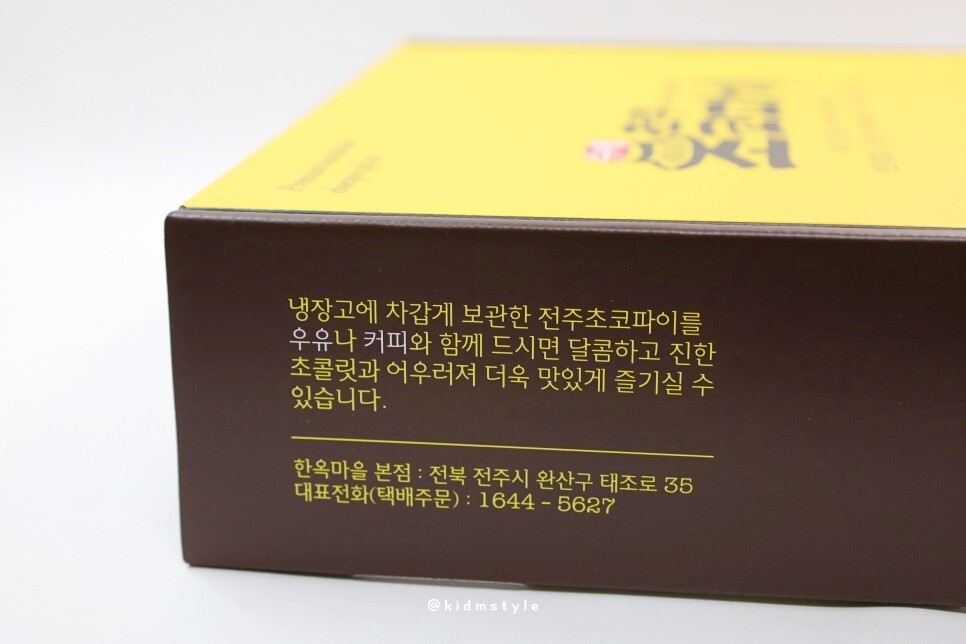 냉장고에 차갑게 보관한 전주초코파이를
우유나 커피와 함께 드시면 달콤하고 진한
초콜릿과 어우러져 더욱 맛있게 즐기실 수
있습니다.
한옥마을 본점 : 전북 전주시 완산구 태조로 35
대표전화(택배주문) : 1644 - 5627
@kidmstyle